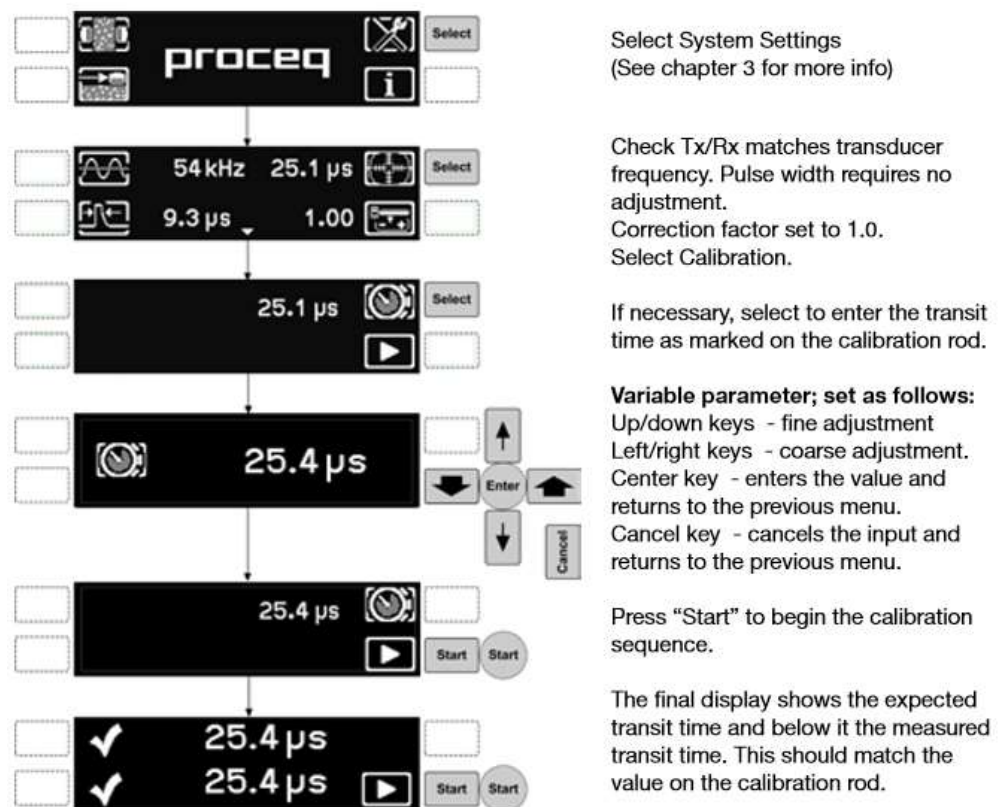 proceq
i
Select
Select System Settings
(See chapter 3 for more info)
54 kHz 25.1 µs
Select
9.3 µs 1.00
Check Tx/Rx matches transducer
frequency. Pulse width requires no
adjustment.
Correction factor set to 1.0.
Select Calibration.
25.1 µs
Select
If necessary, select to enter the transit
time as marked on the calibration rod.
25.4 µs
Enter
Cancel
Variable parameter; set as follows:
Up/down keys - fine adjustment
Left/right keys - coarse adjustment.
Center key - enters the value and
returns to the previous menu.
Cancel key - cancels the input and
returns to the previous menu.
25.4 µs
Start Start
Press “Start” to begin the calibration
sequence.
25.4 µs
25.4 µs
Start Start
The final display shows the expected
transit time and below it the measured
transit time. This should match the
value on the calibration rod.